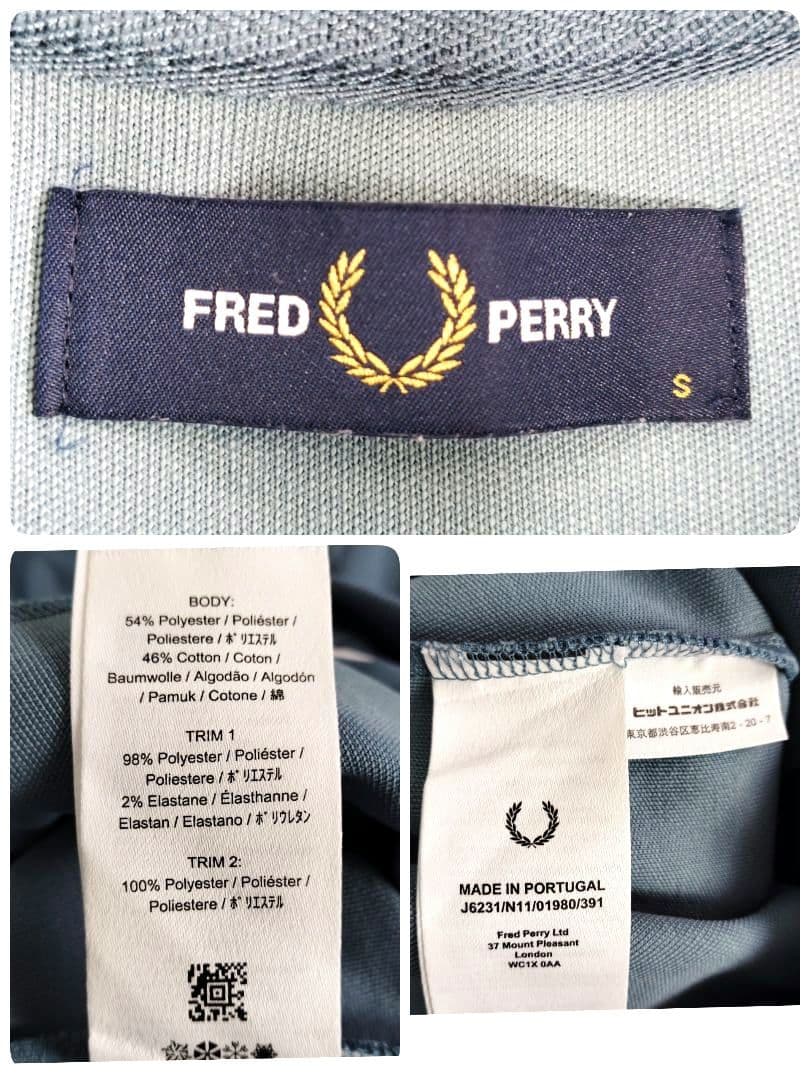 FRED PERRY
S
BODY:
54% Polyester / Poliéster /
Poliestere / ﾎﾟﾘｴｽﾃﾙ
46% Cotton / Coton /
Baumwolle / Algodão / Algodón
/ Pamuk / Cotone / 綿
TRIM 1
98% Polyester / Poliéster /
Poliestere / ﾎﾟﾘｴｽﾃﾙ
2% Elastane / Élasthanne /
Elastan / Elastano / ﾎﾟﾘｳﾚﾀﾝ
TRIM 2:
100% Polyester / Poliéster /
Poliestere / ﾎﾟﾘｴｽﾃﾙ
輸入販売元
ヒットユニオン株式会社
東京都渋谷区恵比寿南2-20-7
MADE IN PORTUGAL
J6231/N11/01980/391
Fred Perry Ltd
37 Mount Pleasant
London
WC1X 0AA